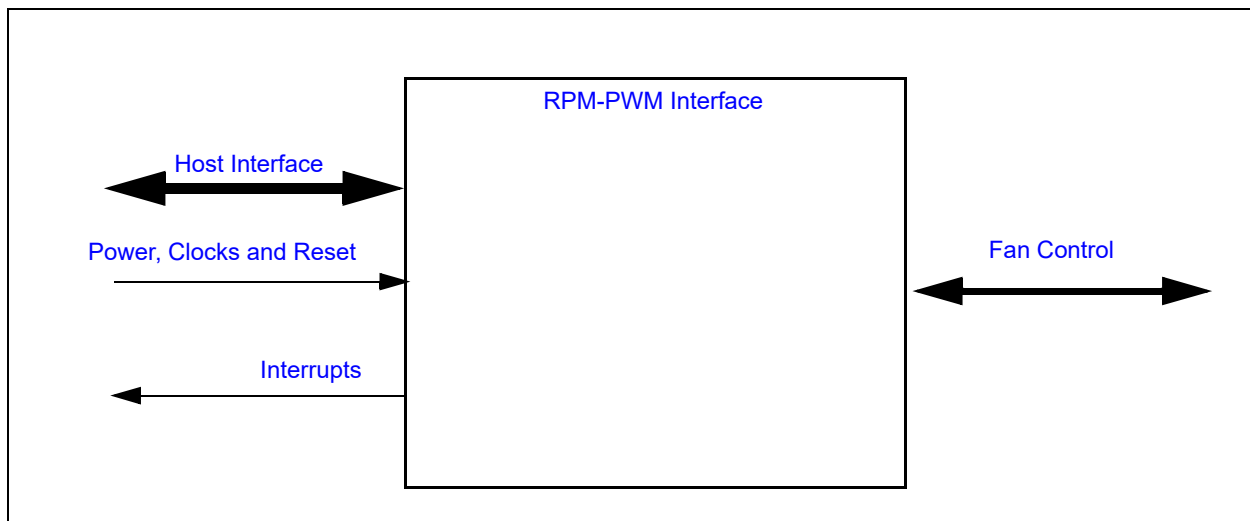 RPM-PWM Interface
Host Interface
Power, Clocks and Reset
Fan Control
Interrupts